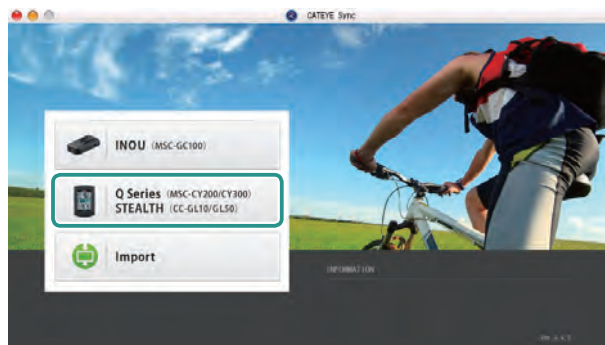 CATEYE Sync
INOU (MSC-GC100)
Q Series (MSC-CY200/CY300)
STEALTH (CC-GL10/GL50)
Import
INFORMATION